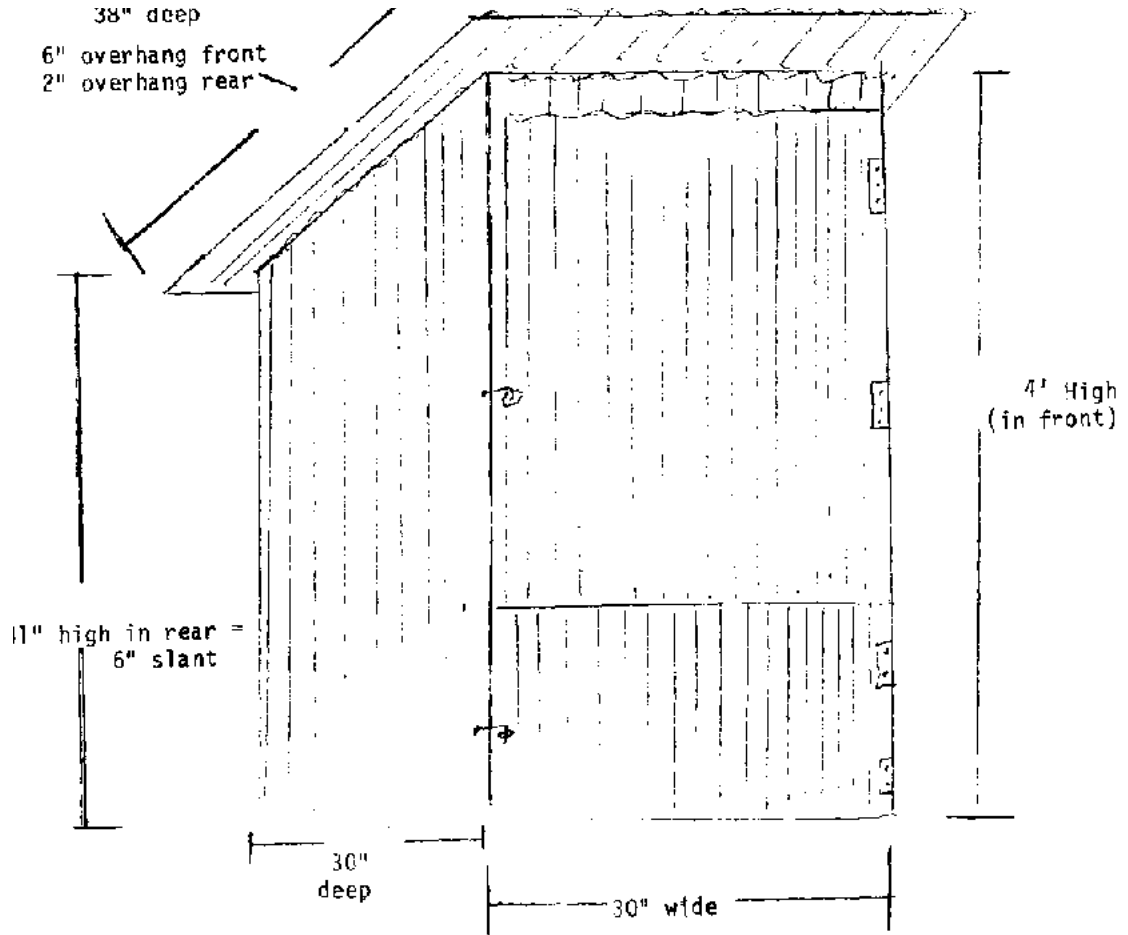 38" deep
6" overhang front
2" overhang rear
4' High
(in front)
high in rear =
6" slant
30"
deep
30" wide